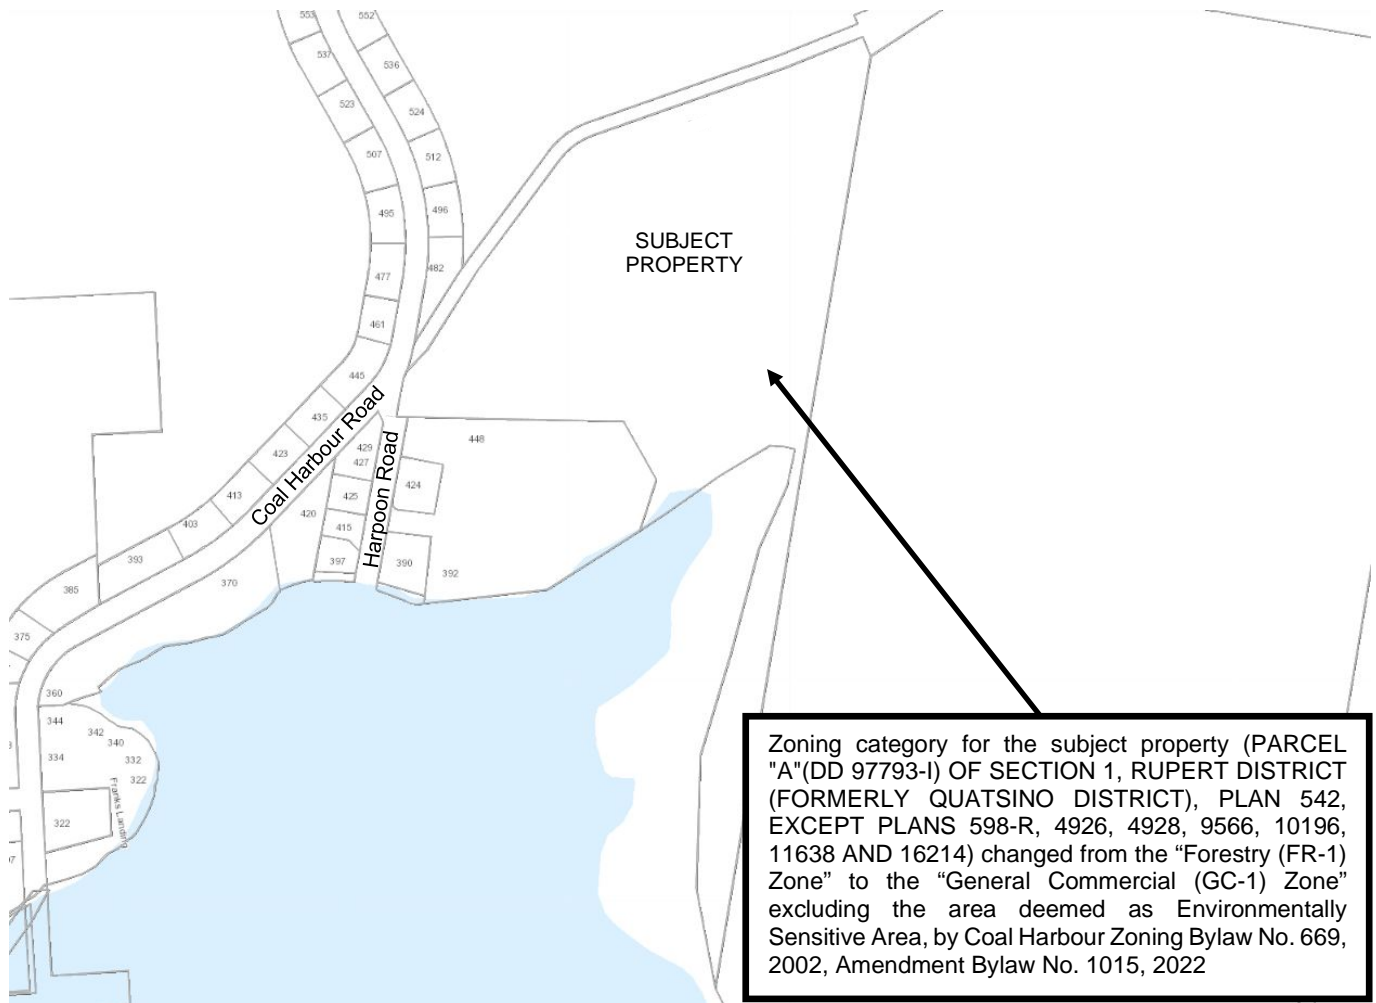 553
552
537
536
523
524
507
512
495
496
SUBJECT
PROPERTY
477
482
461
445
435
Coal Harbour Road
423
429
427
Harpoon Road
448
424
413
425
420
403
415
393
397
390
392
385
370
375
360
344
342
340
334
332
322
Franks Landing
322
Zoning category for the subject property (PARCEL
"A"(DD 97793-I) OF SECTION 1, RUPERT DISTRICT
(FORMERLY QUATSINO DISTRICT), PLAN 542,
EXCEPT PLANS 598-R, 4926, 4928, 9566, 10196,
11638 AND 16214) changed from the “Forestry (FR-1)
Zone” to the “General Commercial (GC-1) Zone”
excluding the area deemed as Environmentally
Sensitive Area, by Coal Harbour Zoning Bylaw No. 669,
2002, Amendment Bylaw No. 1015, 2022